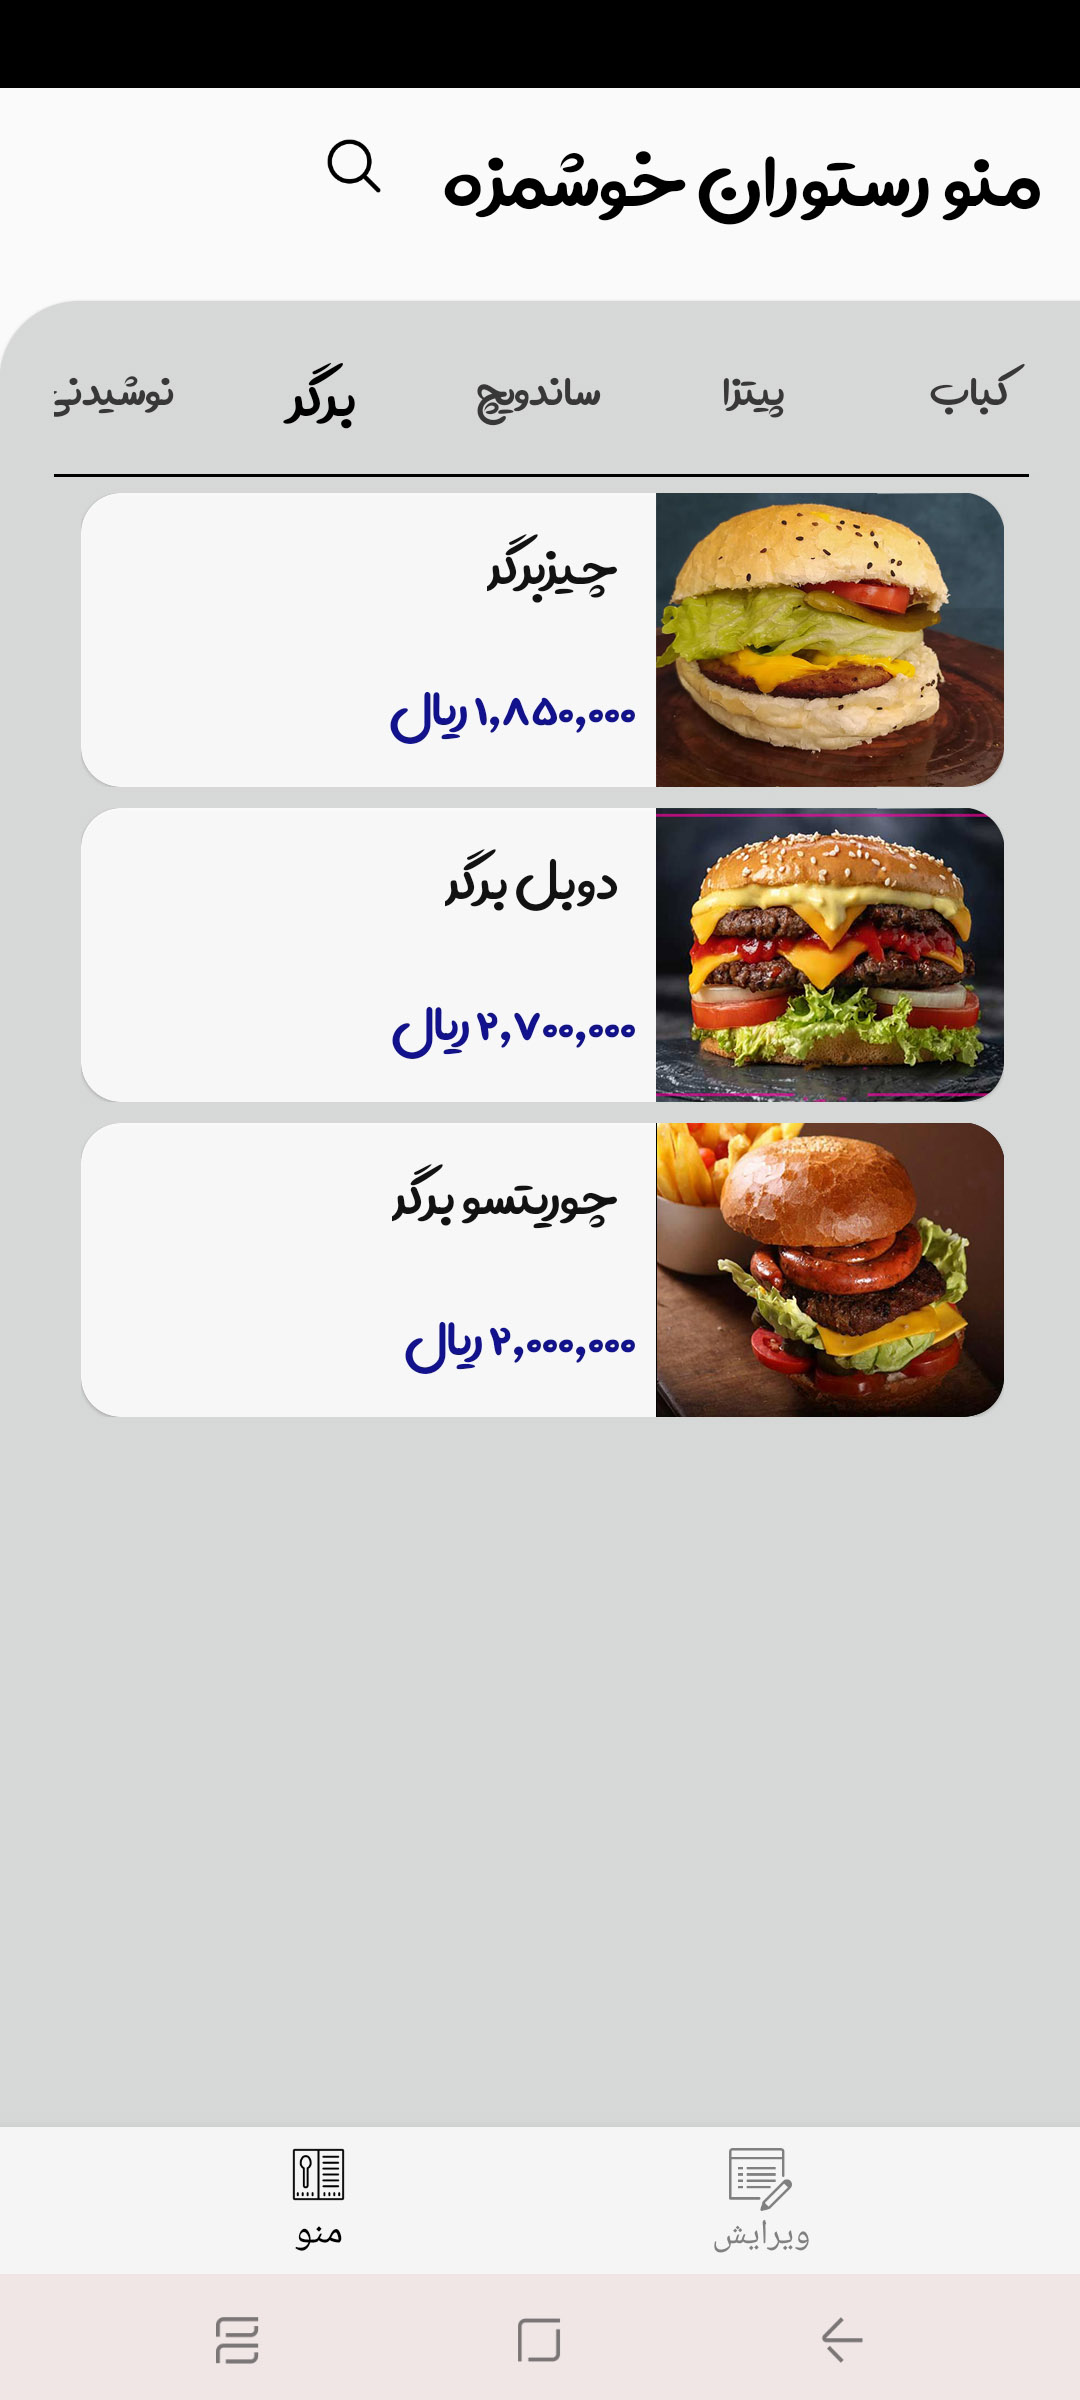 منو رستوران خوشمزه
کباب
پیتزا
ساندویچ
برگر
نوشیدنی
چیزبرگر
۱,۸۵۰,۰۰۰ ریال
دوبل برگر
۲,۷۰۰,۰۰۰ ریال
چوریتسو برگر
۲,۰۰۰,۰۰۰ ریال
ویرایش
منو